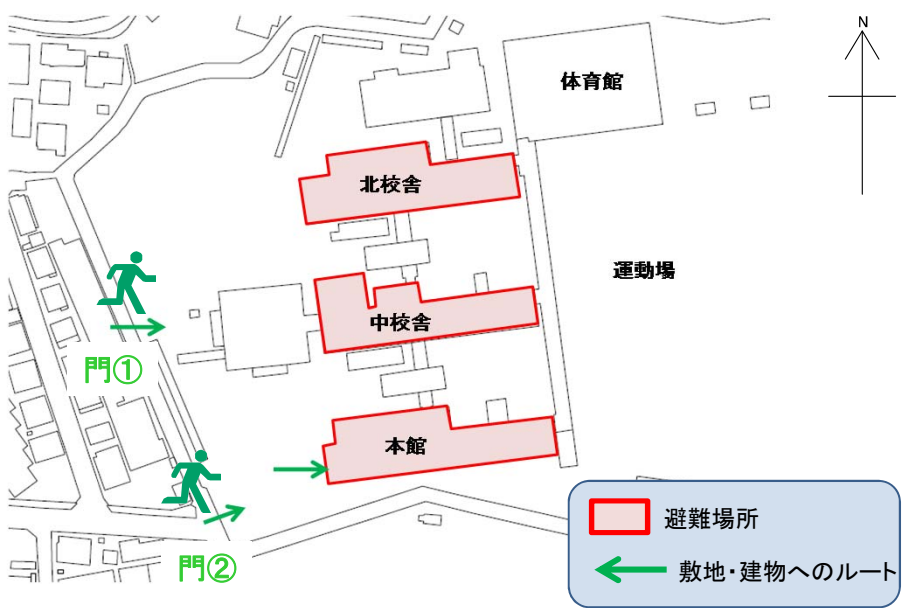 N
体育館
北校舎
運動場
中校舎
門①
本館
門②
避難場所
敷地・建物へのルート